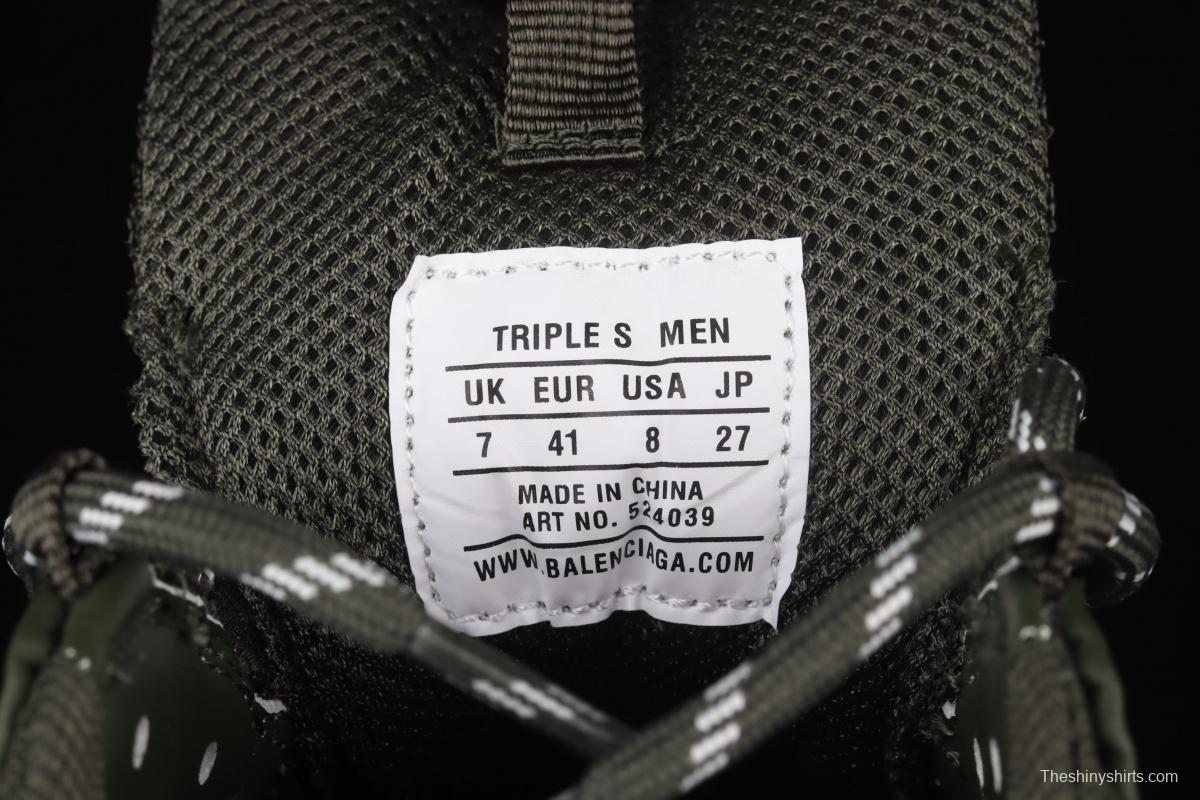 TRIPLE S MEN
UK EUR USA JP
7 41 8 27
MADE IN CHINA
ART NO. 524039
WWW.BALENCIAGA.COM
Theshinyshirts.com